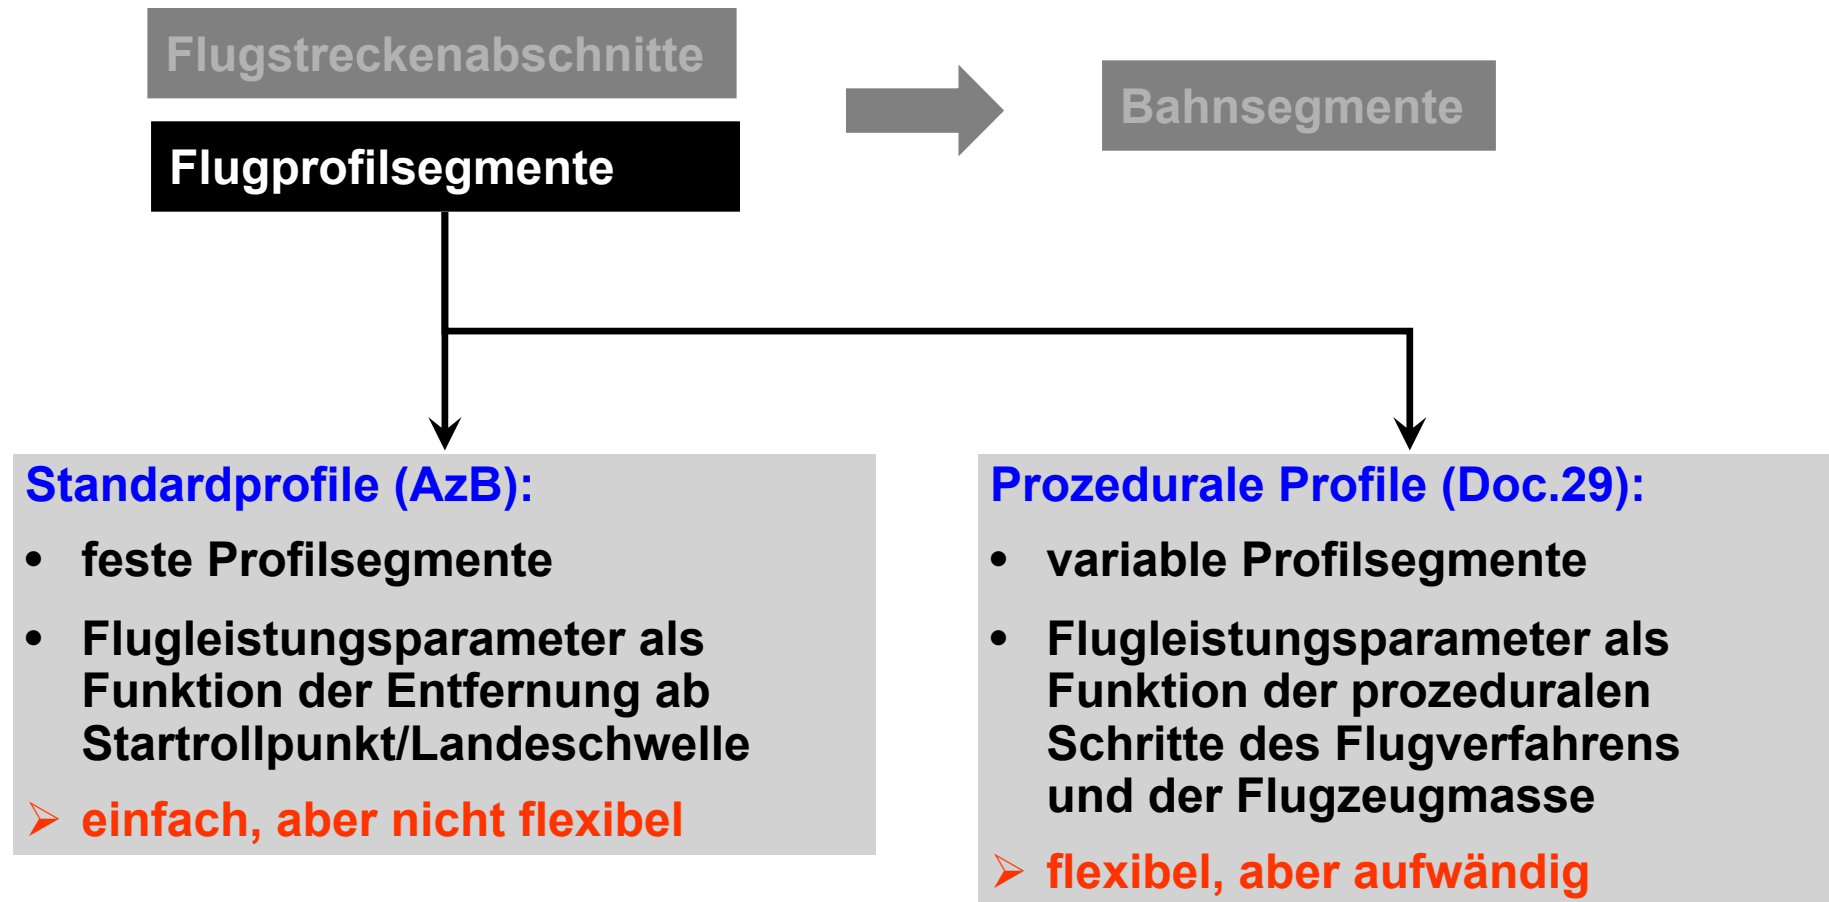 Flugstreckenabschnitte
Bahnsegmente
Flugprofilsegmente
Standardprofile (AzB):
• feste Profilsegmente
• Flugleistungsparameter als
Funktion der Entfernung ab
Startrollpunkt/Landeschwelle
➢ einfach, aber nicht flexibel
Prozedurale Profile (Doc.29):
• variable Profilsegmente
• Flugleistungsparameter als
Funktion der prozeduralen
Schritte des Flugverfahrens
und der Flugzeugmasse
➢ flexibel, aber aufwändig